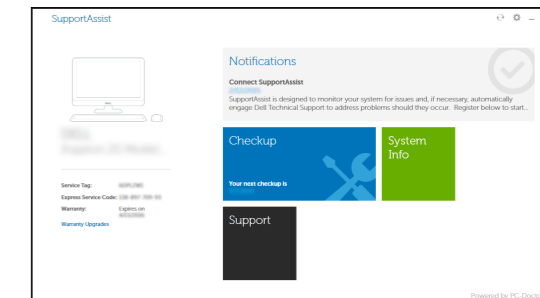 SupportAssist
Notifications
Connect SupportAssist
SupportAssist is designed to monitor your system for issues and, if necessary, automatically
engage Dell Technical Support to address problems should they occur. Register below to start...
Checkup
Your next checkup is
System
Info
Service Tag:
Express Service Code:
Warranty: Expires on
Warranty Upgrades
Support
Powered by PC-Docto